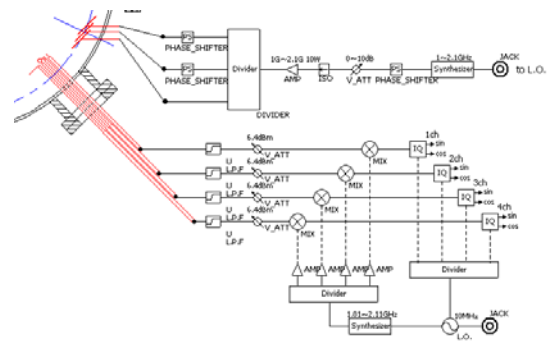 PS
PHASE_SHIFTER
PS
PHASE_SHIFTER
Divider
DIVIDER
1G~2.1G 10W
AMP
ISO
0~10db
V_ATT
PS
PHASE_SHIFTER
1~2.1GHz
Synthesizer
JACK
to L.O.
6.4dBm
V_ATT
MIX
IQ
1ch
sin
cos
U
L.P.F
6.4dBm
V_ATT
MIX
IQ
2ch
sin
cos
U
L.P.F
6.4dBm
V_ATT
MIX
IQ
3ch
sin
cos
U
L.P.F
6.4dBm
V_ATT
MIX
IQ
4ch
sin
cos
U
L.P.F
AMP
AMP
AMP
AMP
Divider
Divider
1.01~2.11GHz
Synthesizer
10MHz
L.O.
JACK